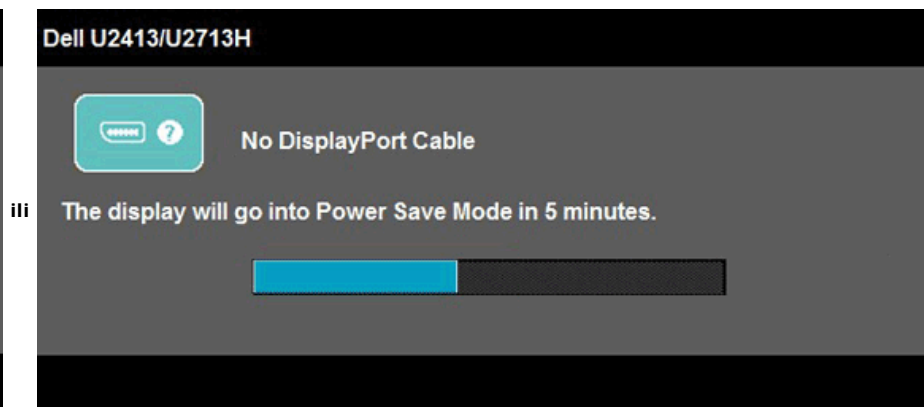 Dell U2413/U2713H
?
No DisplayPort Cable
ili
The display will go into Power Save Mode in 5 minutes.